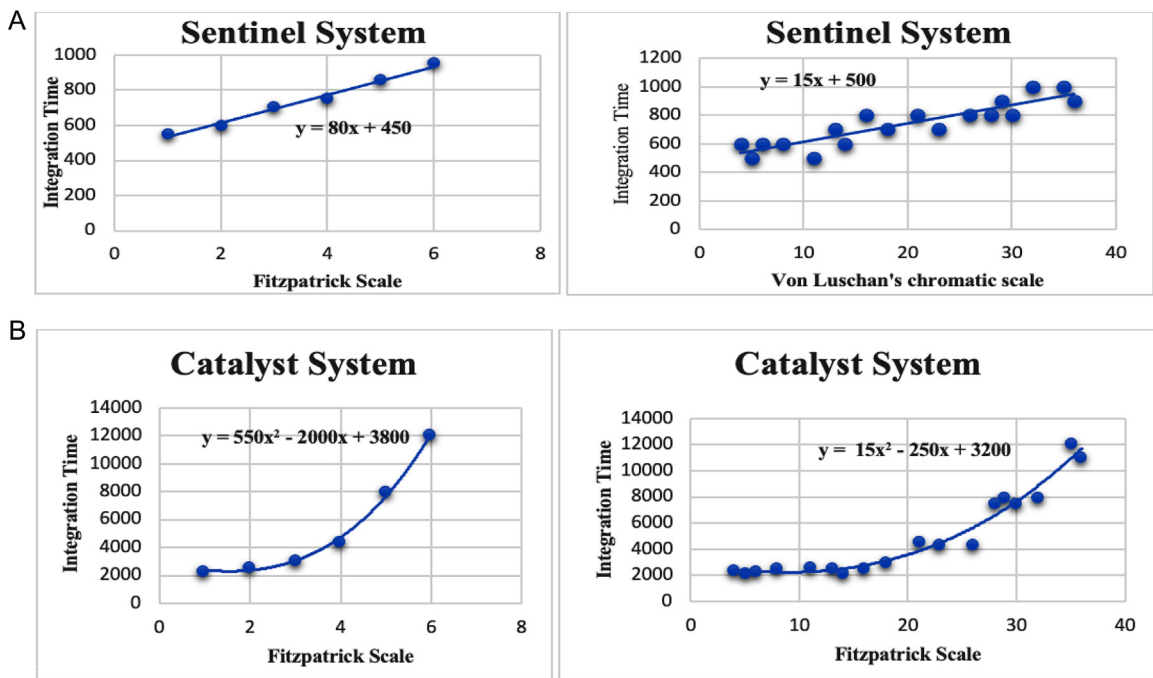 A
Sentinel System
Integration Time
1000
800
600
400
200
0
y = 80x + 450
0 2 4 6 8
Fitzpatrick Scale
Sentinel System
Integration Time
1200
1000
800
600
400
200
0
y = 15x + 500
0 10 20 30 40
Von Luschan's chromatic scale
B
Catalyst System
Integration Time
14000
12000
10000
8000
6000
4000
2000
0
y = 550x² - 2000x + 3800
0 2 4 6 8
Fitzpatrick Scale
Catalyst System
Integration Time
14000
12000
10000
8000
6000
4000
2000
0
y = 15x² - 250x + 3200
0 10 20 30 40
Fitzpatrick Scale